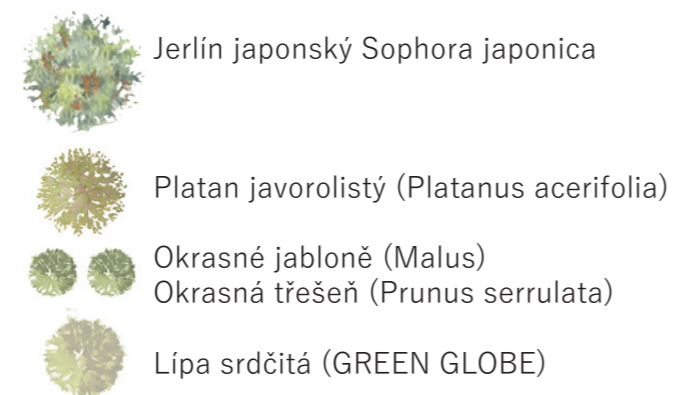 Jerlín japonský Sophora japonica
Platan javorolistý (Platanus acerifolia)
Okrasné jabloně (Malus)
Okrasná třešeň (Prunus serrulata)
Lípa srdčitá (GREEN GLOBE)